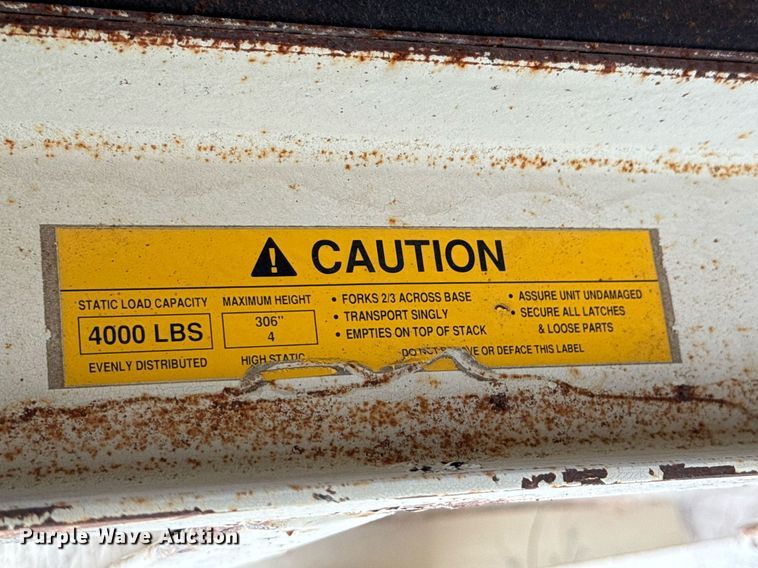 CAUTION
STATIC LOAD CAPACITY
4000 LBS
EVENLY DISTRIBUTED
MAXIMUM HEIGHT
306"
4
HIGH STATIC
• FORKS 2/3 ACROSS BASE
• TRANSPORT SINGLY
• EMPTIES ON TOP OF STACK
• ASSURE UNIT UNDAMAGED
• SECURE ALL LATCHES
& LOOSE PARTS
DO NOT OR DEFACE THIS LABEL
Purple Wave Auction